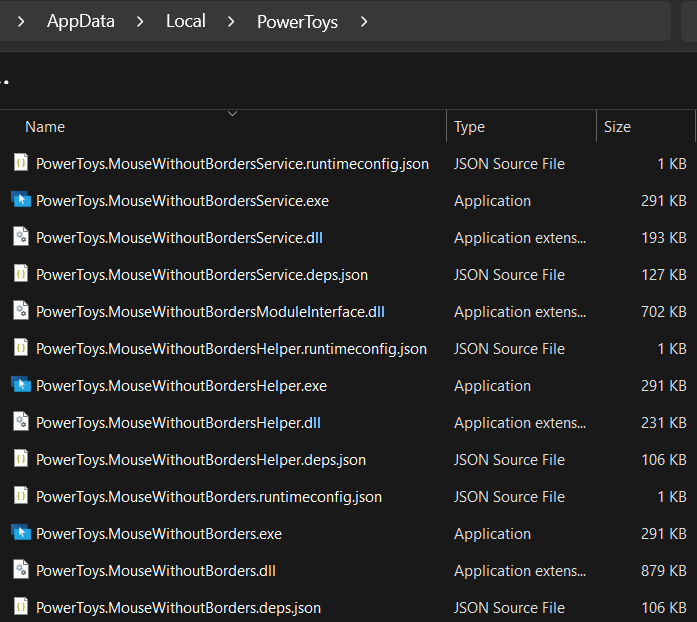 > AppData > Local > PowerToys >
Name Type Size
PowerToys.MouseWithoutBordersService.runtimeconfig.json JSON Source File 1 KB
PowerToys.MouseWithoutBordersService.exe Application 291 KB
PowerToys.MouseWithoutBordersService.dll Application extens... 193 KB
PowerToys.MouseWithoutBordersService.deps.json JSON Source File 127 KB
PowerToys.MouseWithoutBordersModuleInterface.dll Application extens... 702 KB
PowerToys.MouseWithoutBordersHelper.runtimeconfig.json JSON Source File 1 KB
PowerToys.MouseWithoutBordersHelper.exe Application 291 KB
PowerToys.MouseWithoutBordersHelper.dll Application extens... 231 KB
PowerToys.MouseWithoutBordersHelper.deps.json JSON Source File 106 KB
PowerToys.MouseWithoutBorders.runtimeconfig.json JSON Source File 1 KB
PowerToys.MouseWithoutBorders.exe Application 291 KB
PowerToys.MouseWithoutBorders.dll Application extens... 879 KB
PowerToys.MouseWithoutBorders.deps.json JSON Source File 106 KB